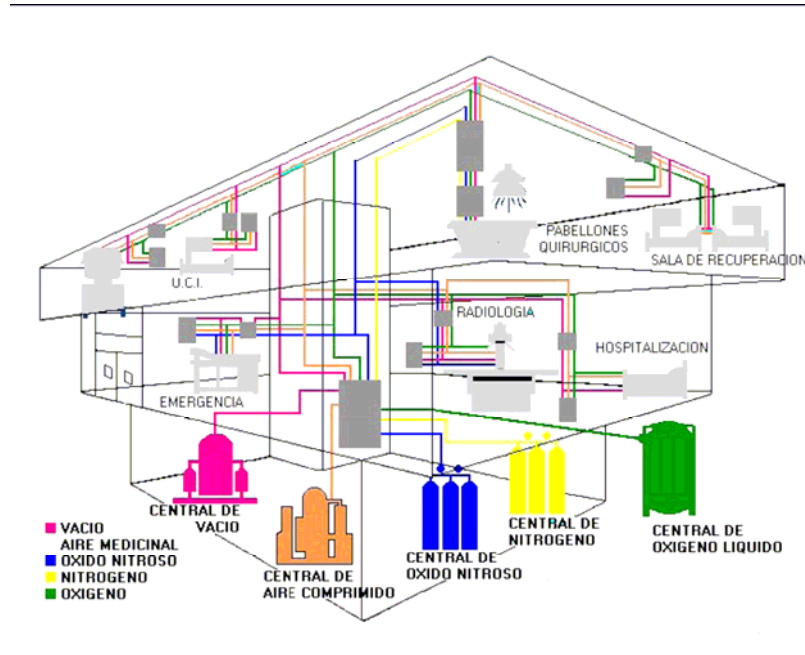 PABELLONES
QUIRURGICOS
SALA DE RECUPERACION
U.C.I.
RADIOLOGIA
HOSPITALIZACION
EMERGENCIA
CENTRAL DE
VACIO
CENTRAL DE
AIRE COMPRIMIDO
CENTRAL DE
OXIDO NITROSO
CENTRAL DE
NITROGENO
CENTRAL DE
OXIGENO LIQUIDO
VACIO
AIRE MEDICINAL
OXIDO NITROSO
NITROGENO
OXIGENO